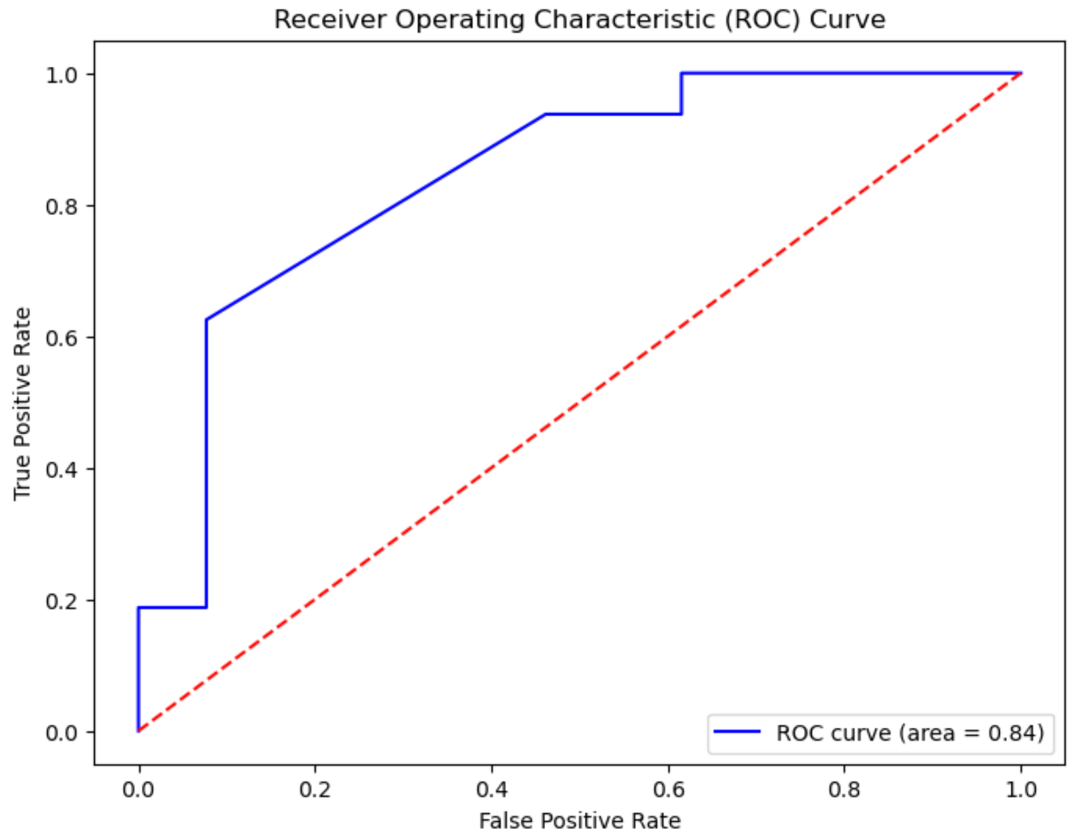 Receiver Operating Characteristic (ROC) Curve
1.0
0.8
0.6
0.4
0.2
0.0
True Positive Rate
ROC curve (area = 0.84)
0.0 0.2 0.4 0.6 0.8 1.0
False Positive Rate